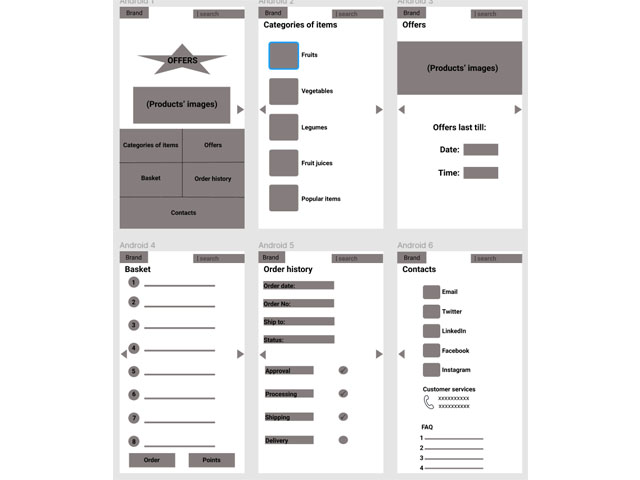 Android 1
Brand
| search
OFFERS
(Products' images)
Categories of items
Offers
Basket
Order history
Contacts
Android 2
Brand
| search
Categories of items
Fruits
Vegetables
Legumes
Fruit juices
Popular items
Android 3
Brand
| search
Offers
(Products' images)
Offers last till:
Date:
Time:
Android 4
Brand
| search
Basket
1
2
3
4
5
6
7
8
Order
Points
Android 5
Brand
| search
Order history
Order date:
Order No:
Ship to:
Status:
Approval
Processing
Shipping
Delivery
Android 6
Brand
| search
Contacts
Email
Twitter
LinkedIn
Facebook
Instagram
Customer services
xxxxxxxxxx
xxxxxxxxxx
FAQ
1
2
3
4